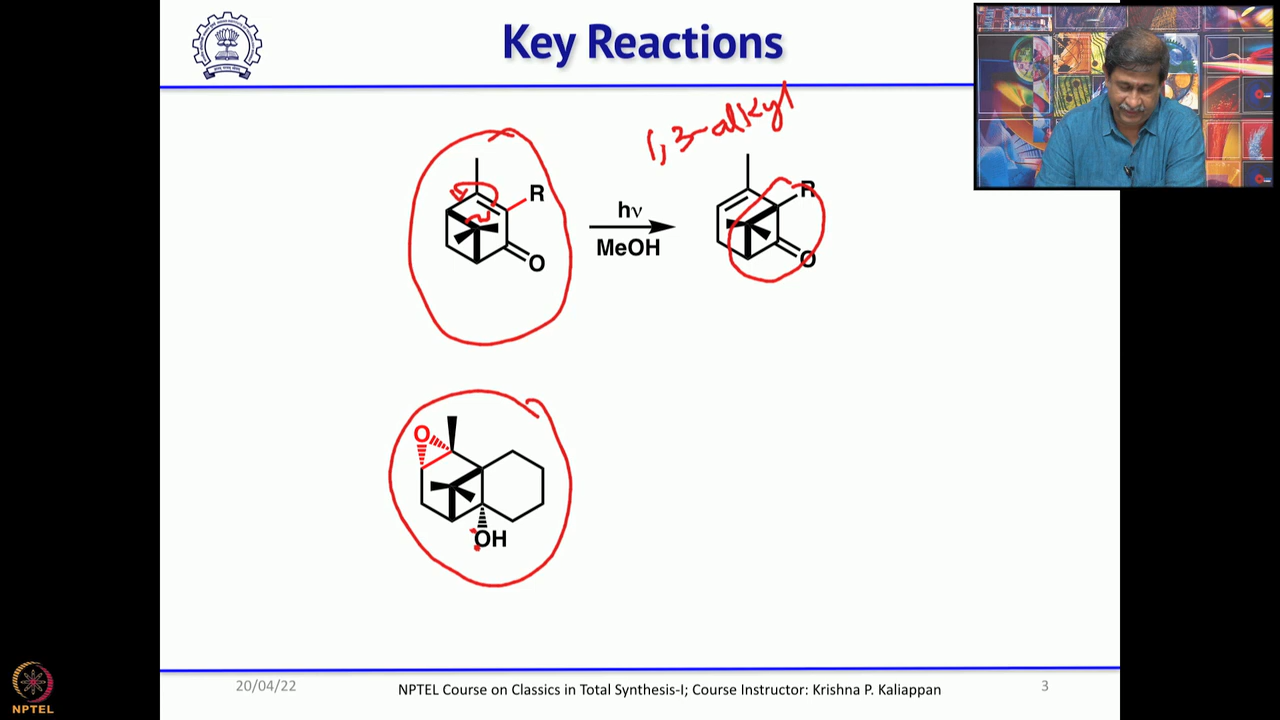 Key Reactions
1,3-alkyl
R
hν
MeOH
O
R
O
O
OH
20/04/22
NPTEL Course on Classics in Total Synthesis-I; Course Instructor: Krishna P. Kaliappan
3
NPTEL